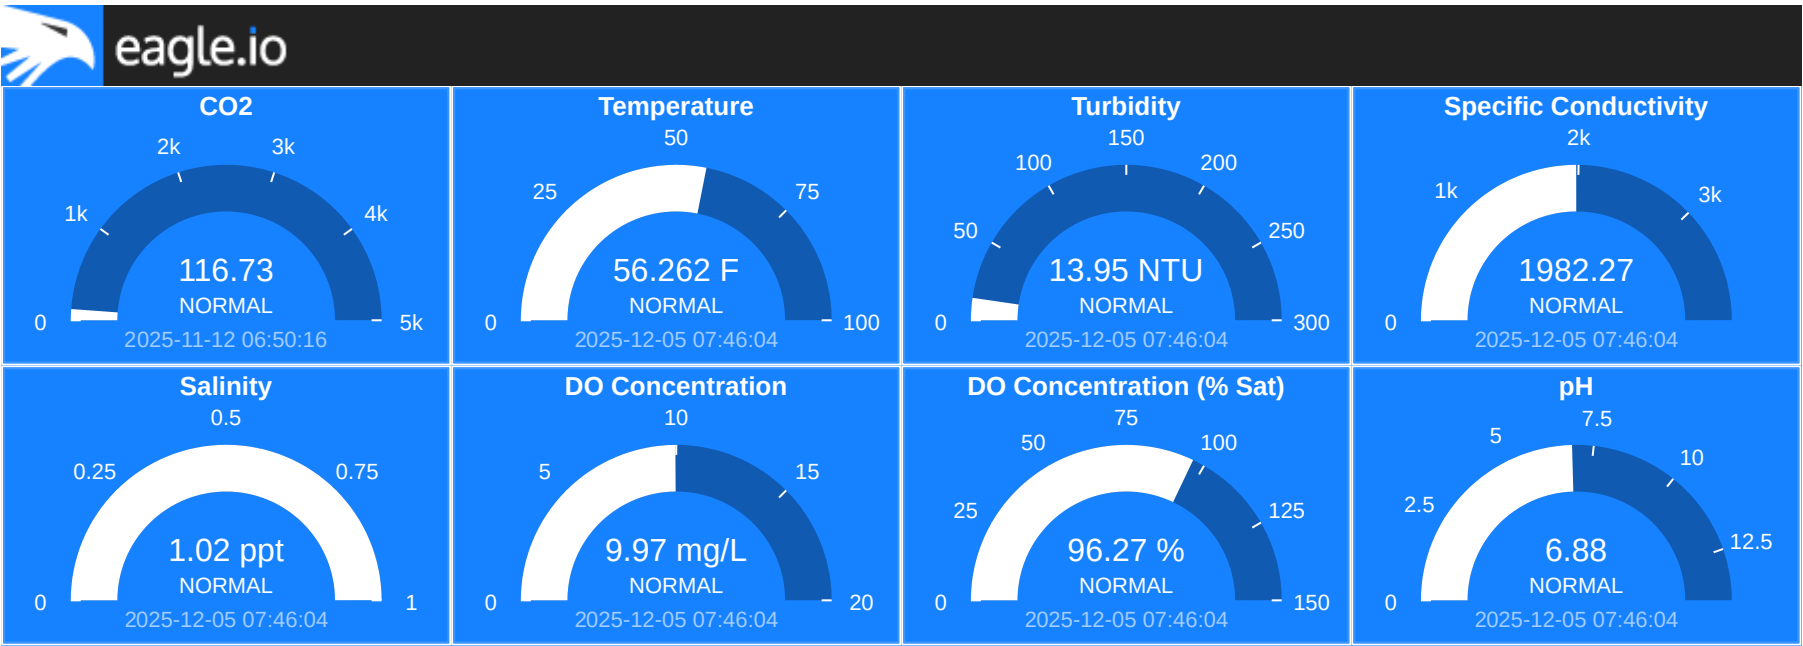 eagle.io
CO2
0
1k
2k
3k
4k
5k
116.73
NORMAL
2025-11-12 06:50:16
Temperature
0
25
50
75
100
56.262 F
NORMAL
2025-12-05 07:46:04
Turbidity
0
50
100
150
200
250
300
13.95 NTU
NORMAL
2025-12-05 07:46:04
Specific Conductivity
0
1k
2k
3k
1982.27
NORMAL
2025-12-05 07:46:04
Salinity
0
0.25
0.5
0.75
1
1.02 ppt
NORMAL
2025-12-05 07:46:04
DO Concentration
0
5
10
15
20
9.97 mg/L
NORMAL
2025-12-05 07:46:04
DO Concentration (% Sat)
0
25
50
75
100
125
150
96.27 %
NORMAL
2025-12-05 07:46:04
pH
0
2.5
5
7.5
10
12.5
6.88
NORMAL
2025-12-05 07:46:04